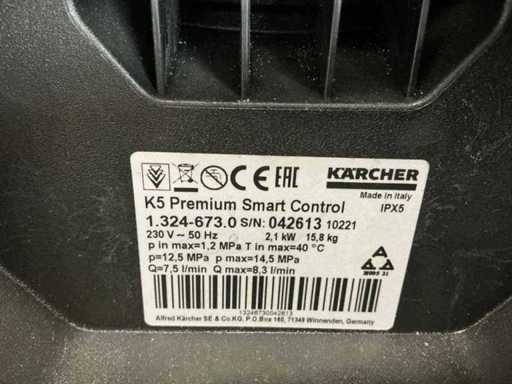 KÄRCHER
Made in Italy
K5 Premium Smart Control
IPX5
1.324-673.0 S/N: 042613 10221
230 V ~ 50 Hz 2,1 kW 15,8 kg
p in max=1,2 MPa T in max=40 °C
p=12,5 MPa p max=14,5 MPa
Q=7,5 l/min Q max=8,3 l/min
Alfred Kärcher SE & Co.KG, P.O.Box 160, 71349 Winnenden, Germany
CE EAC